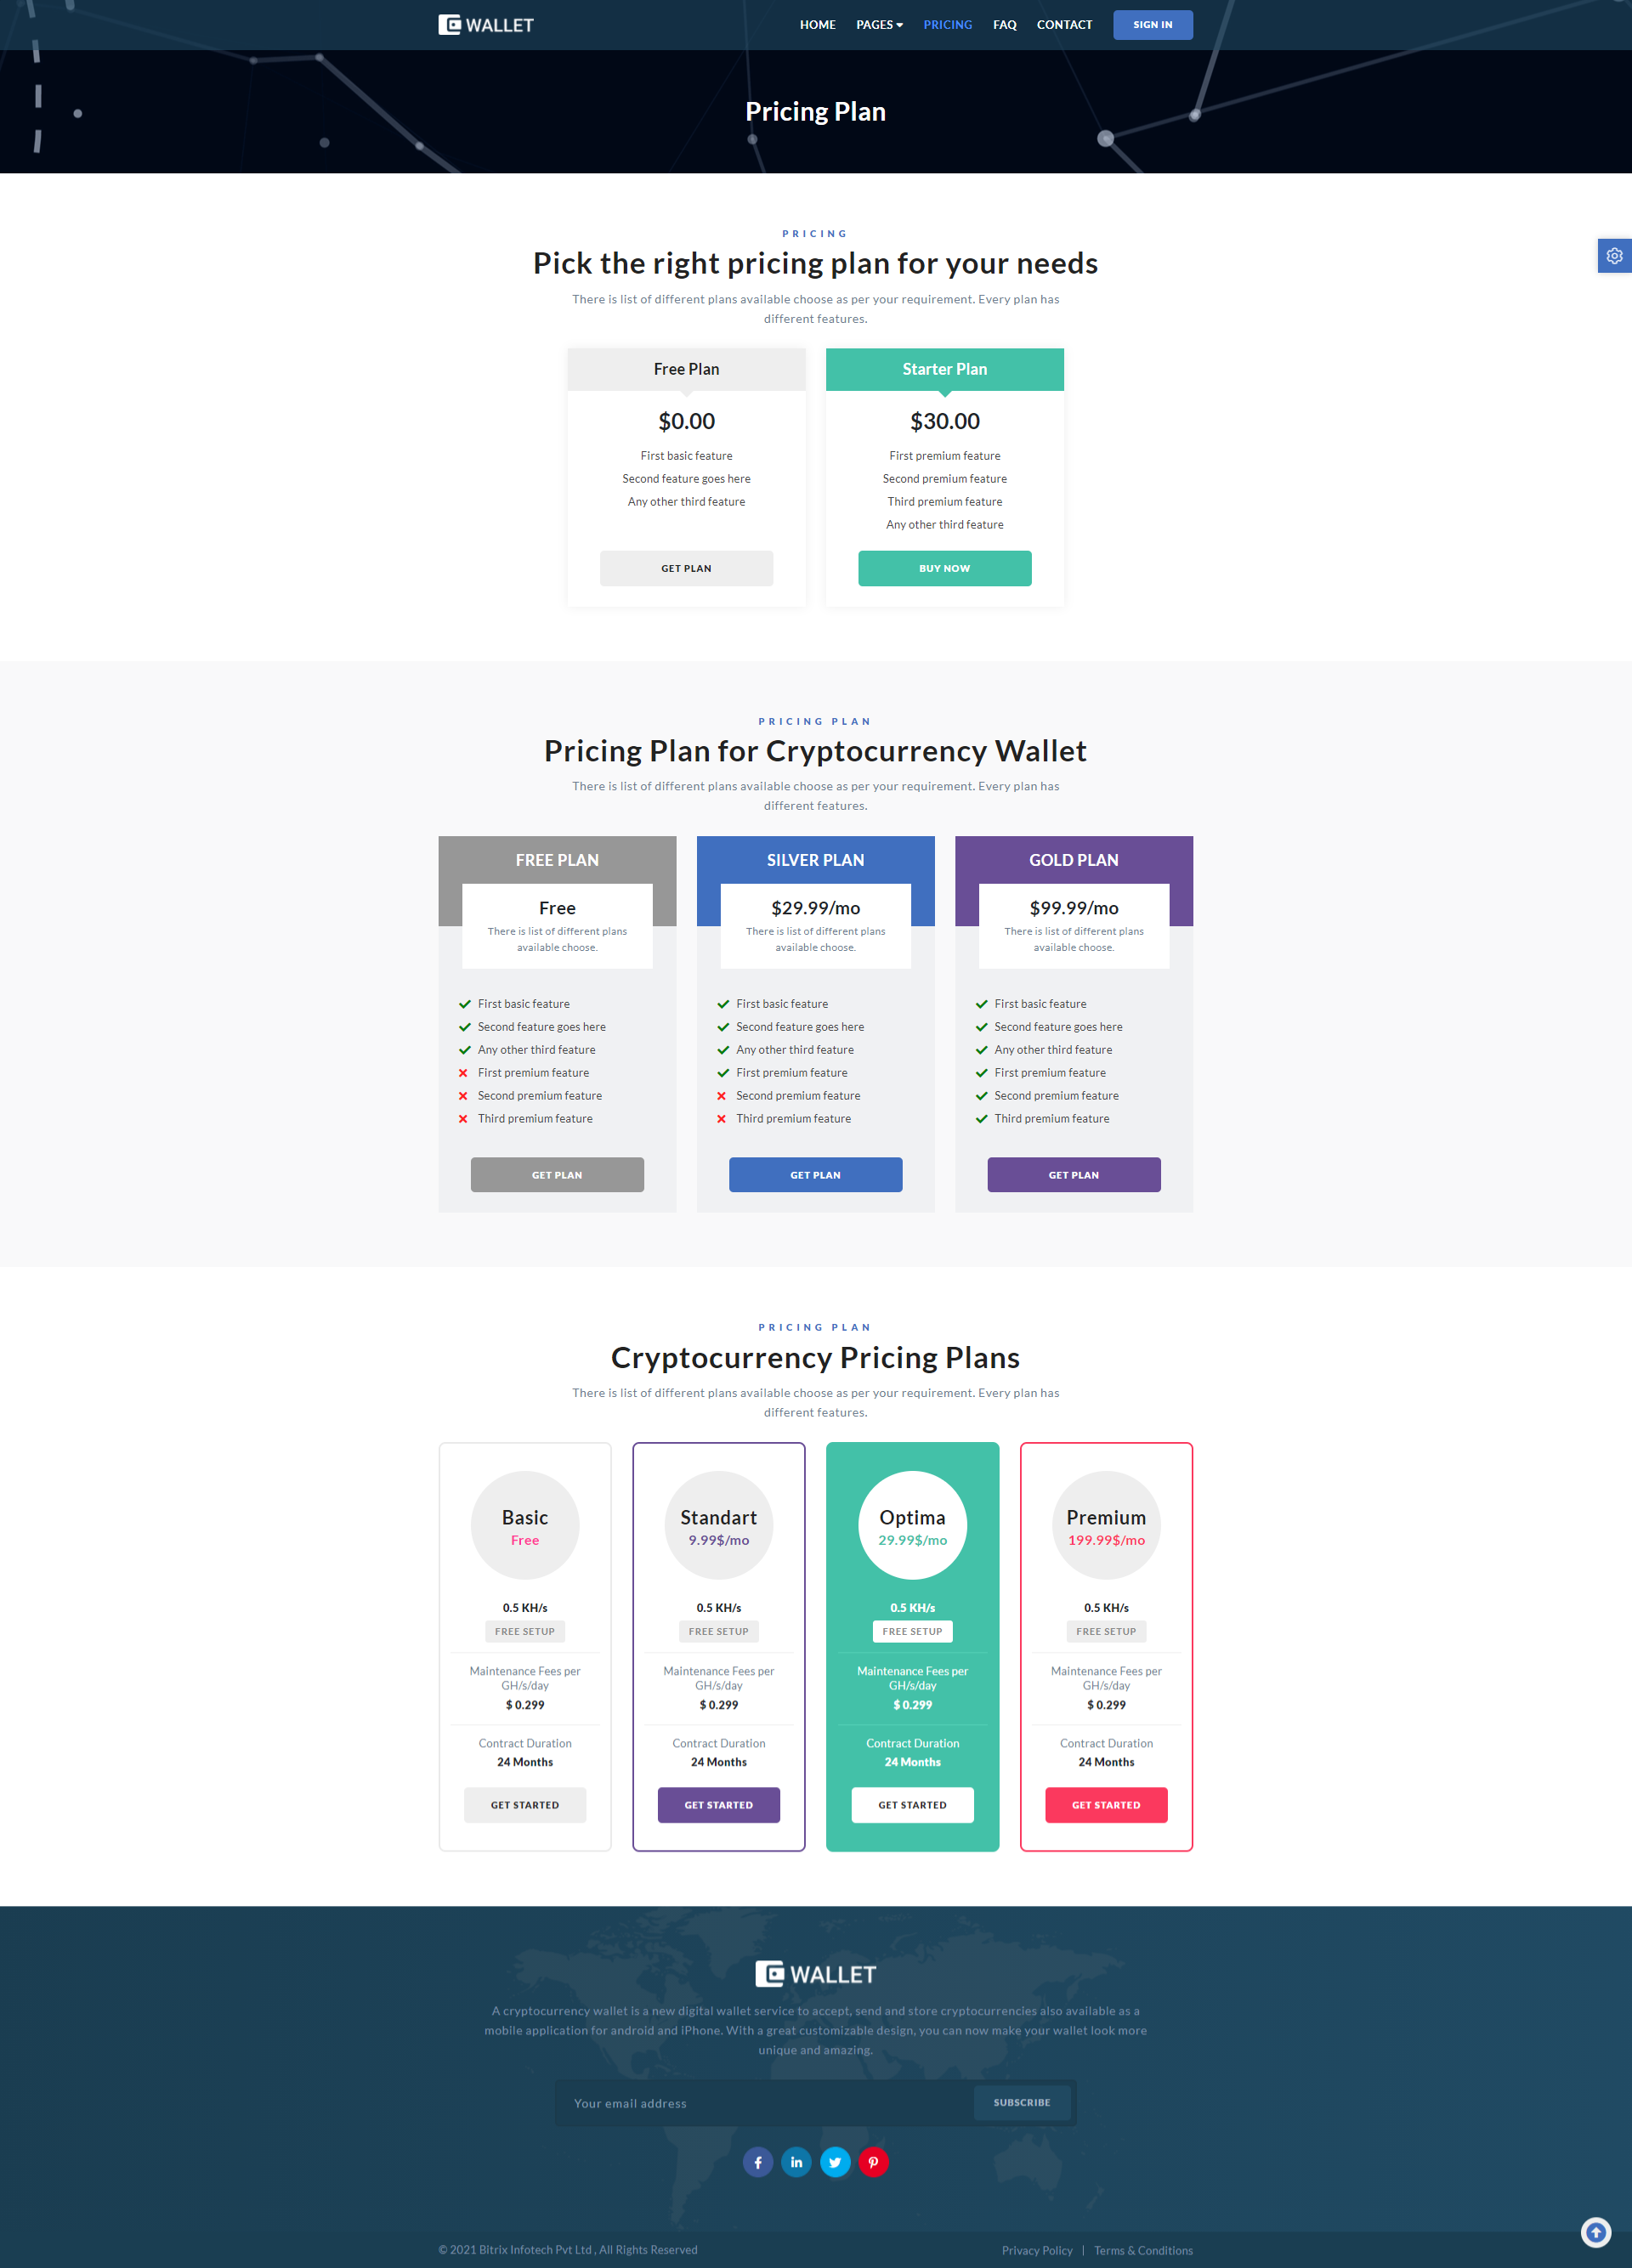 WALLET
HOME PAGES PRICING FAQ CONTACT SIGN IN
Pricing Plan
PRICING
Pick the right pricing plan for your needs
There is list of different plans available choose as per your requirement. Every plan has
different features.
Free Plan
$0.00
First basic feature
Second feature goes here
Any other third feature
GET PLAN
Starter Plan
$30.00
First premium feature
Second premium feature
Third premium feature
Any other third feature
BUY NOW
PRICING PLAN
Pricing Plan for Cryptocurrency Wallet
There is list of different plans available choose as per your requirement. Every plan has
different features.
FREE PLAN
Free
There is list of different plans
available choose.
First basic feature
Second feature goes here
Any other third feature
First premium feature
Second premium feature
Third premium feature
GET PLAN
SILVER PLAN
$29.99/mo
There is list of different plans
available choose.
First basic feature
Second feature goes here
Any other third feature
First premium feature
Second premium feature
Third premium feature
GET PLAN
GOLD PLAN
$99.99/mo
There is list of different plans
available choose.
First basic feature
Second feature goes here
Any other third feature
First premium feature
Second premium feature
Third premium feature
GET PLAN
PRICING PLAN
Cryptocurrency Pricing Plans
There is list of different plans available choose as per your requirement. Every plan has
different features.
Basic
Free
0.5 KH/s
FREE SETUP
Maintenance Fees per
GH/s/day
$ 0.299
Contract Duration
24 Months
GET STARTED
Standart
9.99$/mo
0.5 KH/s
FREE SETUP
Maintenance Fees per
GH/s/day
$ 0.299
Contract Duration
24 Months
GET STARTED
Optima
29.99$/mo
0.5 KH/s
FREE SETUP
Maintenance Fees per
GH/s/day
$ 0.299
Contract Duration
24 Months
GET STARTED
Premium
199.99$/mo
0.5 KH/s
FREE SETUP
Maintenance Fees per
GH/s/day
$ 0.299
Contract Duration
24 Months
GET STARTED
WALLET
A cryptocurrency wallet is a new digital wallet service to accept, send and store cryptocurrencies also available as a
mobile application for android and iPhone. With a great customizable design, you can now make your wallet look more
unique and amazing.
Your email address SUBSCRIBE
© 2021 Bitrix Infotech Pvt Ltd , All Rights Reserved Privacy Policy | Terms & Conditions